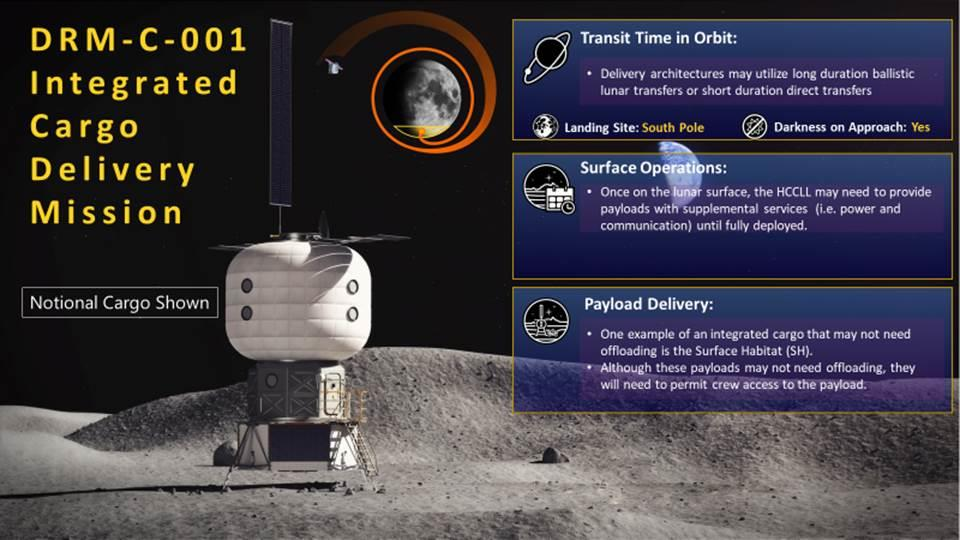 DRM-C-001
Integrated
Cargo
Delivery
Mission
Notional Cargo Shown
Transit Time in Orbit:
• Delivery architectures may utilize long duration ballistic
lunar transfers or short duration direct transfers
Landing Site: South Pole
Darkness on Approach: Yes
Surface Operations:
• Once on the lunar surface, the HCCLL may need to provide
payloads with supplemental services (i.e. power and
communication) until fully deployed.
Payload Delivery:
• One example of an integrated cargo that may not need
offloading is the Surface Habitat (SH).
• Although these payloads may not need offloading, they
will need to permit crew access to the payload.